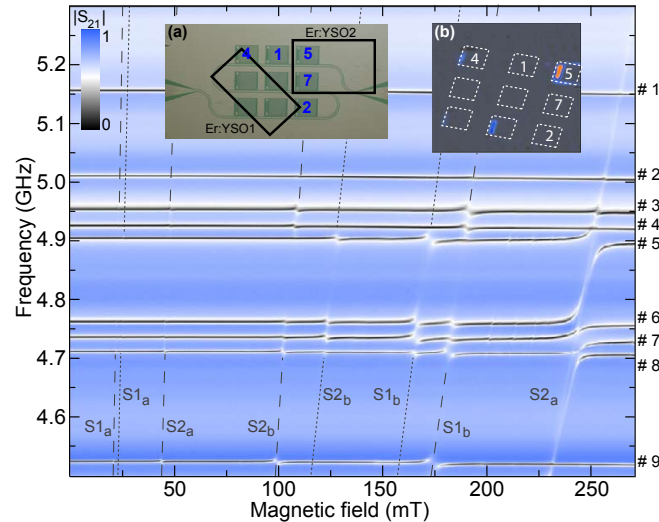 |S21|
1
0
(a)
Er:YSO2
4 1 5
7
2
Er:YSO1
(b)
4 1 5
7
2
5.2
5.1
5.0
4.9
4.8
4.7
4.6
Frequency (GHz)
# 1
# 2
# 3
# 4
# 5
# 6
# 7
# 8
# 9
S1a
S1a
S2a
S2b
S2b
S1b
S1b
S2a
50 100 150 200 250
Magnetic field (mT)